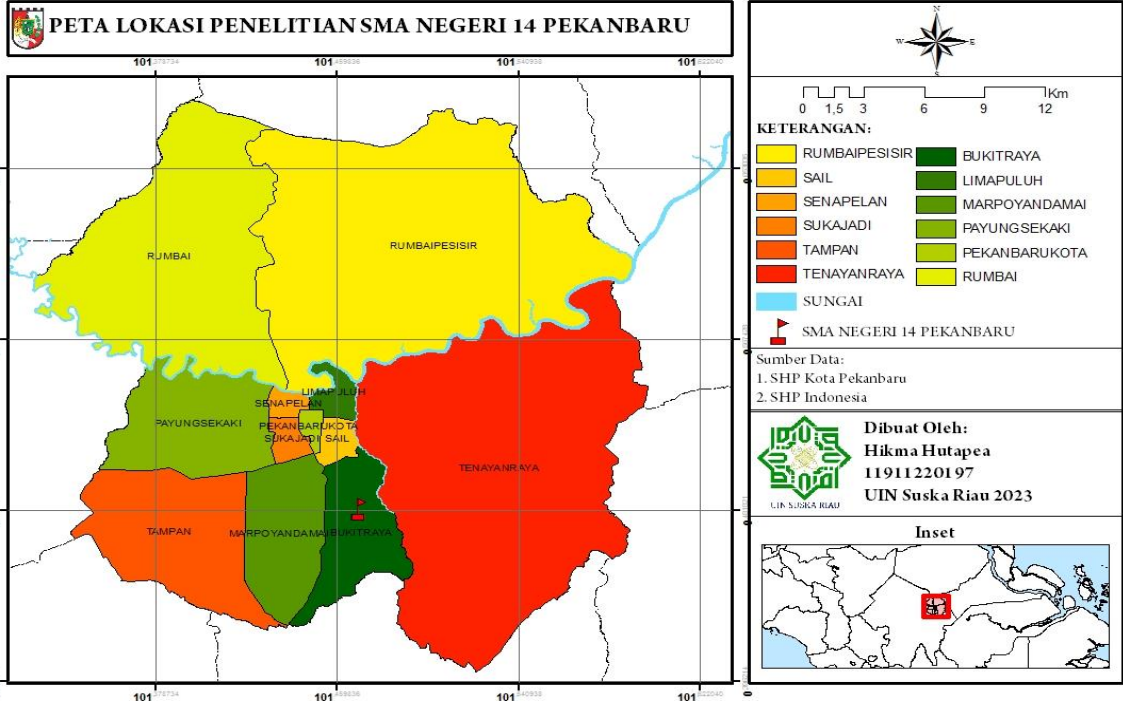 PETA LOKASI PENELITIAN SMA NEGERI 14 PEKANBARU
101
101
101
101
RUMBAI
RUMBAIPESISIR
LIMAPULUH
SENAPELAN
PAYUNGSEKAKI
PEKANBARUKOTA
SUKAJADI
SAIL
TENAYANRAYA
TAMPAN
MARPOYANDAMAI
BUKITRAYA
101
101
101
101
N
W
E
S
Km
0 1,5 3 6 9 12
KETERANGAN:
RUMBAIPESISIR
SAIL
SENAPELAN
SUKAJADI
TAMPAN
TENAYANRAYA
BUKITRAYA
LIMAPULUH
MARPOYANDAMAI
PAYUNGSEKAKI
PEKANBARUKOTA
RUMBAI
SUNGAI
SMA NEGERI 14 PEKANBARU
Sumber Data:
1. SHP Kota Pekanbaru
2. SHP Indonesia
UIN SUSKA RIAU
Dibuat Oleh:
Hikma Hutapea
11911220197
UIN Suska Riau 2023
Inset